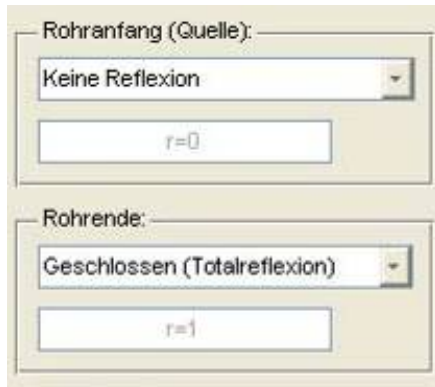 Rohranfang (Quelle):
Keine Reflexion
r=0
Rohrende:
Geschlossen (Totalreflexion)
r=1